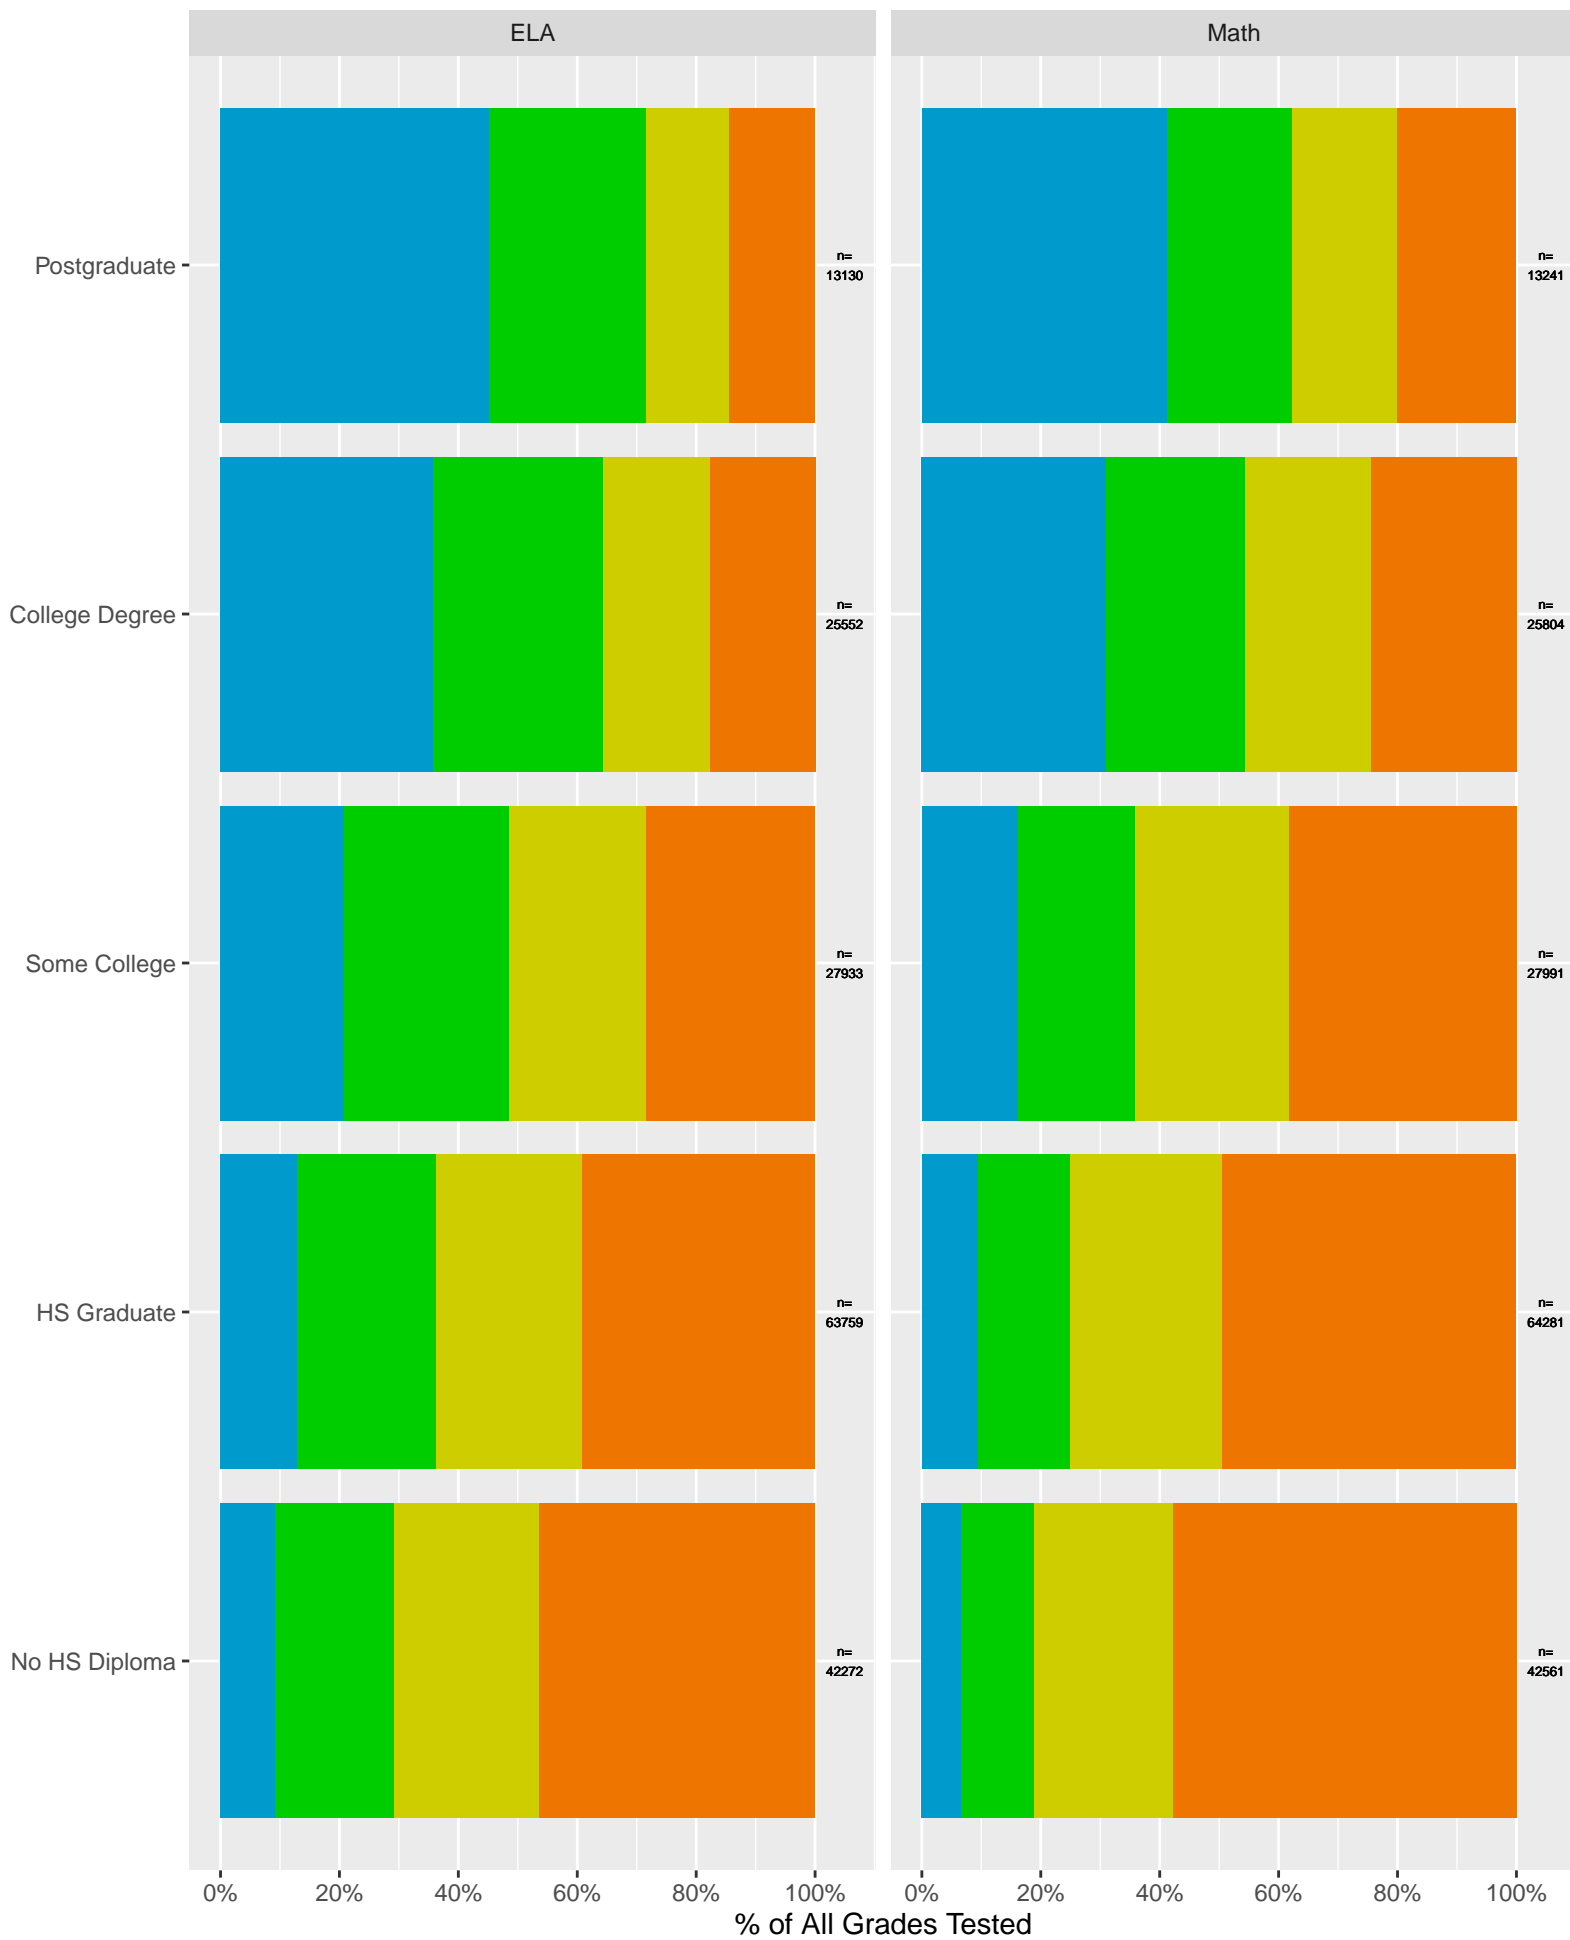 ELA
Math
Postgraduate
n=
13130
n=
13241
College Degree
n=
25552
n=
25804
Some College
n=
27933
n=
27991
HS Graduate
n=
63759
n=
64281
No HS Diploma
n=
42272
n=
42561
0% 20% 40% 60% 80% 100%
0% 20% 40% 60% 80% 100%
% of All Grades Tested